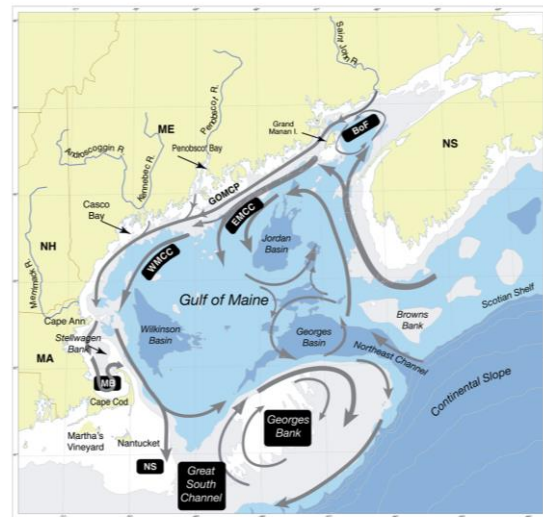 Saint John R.
Penobscot R.
ME
Grand
Manan I.
BoF
NS
Androscoggin R.
Kennebec R.
Penobscot Bay
GOMCP
Casco
Bay
EMCC
Jordan
Basin
WMCC
NH
Merrimack R.
Gulf of Maine
Scotian Shelf
Browns
Bank
Cape Ann
Stellwagen
Bank
Wilkinson
Basin
Georges
Basin
Northeast Channel
MA
MB
Cape Cod
Continental Slope
Martha's
Vineyard
Nantucket
Georges
Bank
NS
Great
South
Channel